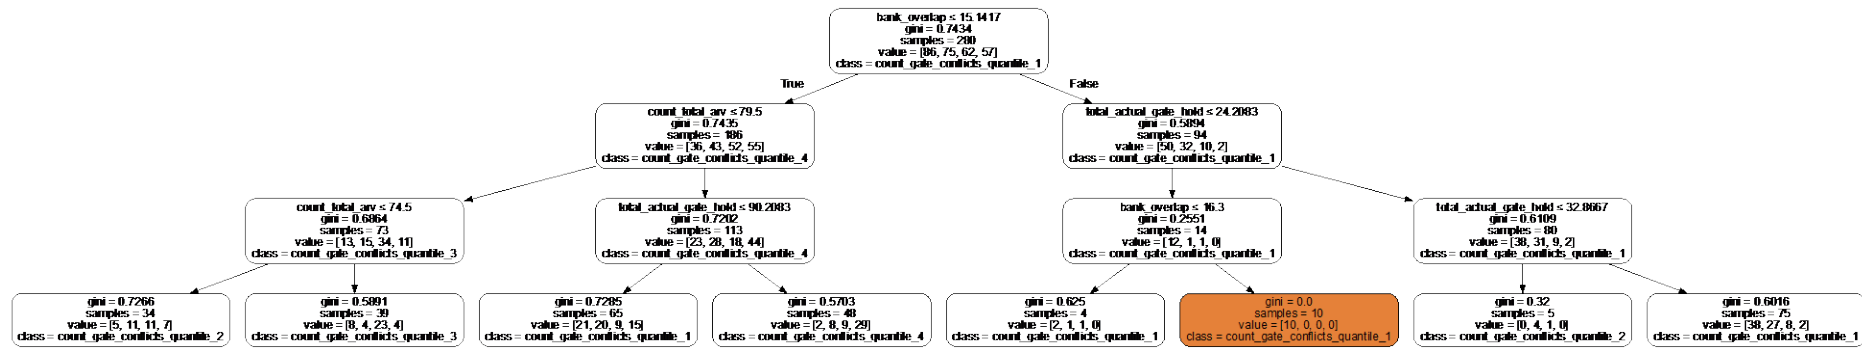 bank_overlap ≤ 15.1417
gini = 0.7434
samples = 280
value = [86, 75, 62, 57]
class = count_gate_conflicts_quantile_1
True
False
count_total_arv ≤ 79.5
gini = 0.7435
samples = 186
value = [36, 43, 52, 55]
class = count_gate_conflicts_quantile_4
total_actual_gate_hold ≤ 24.2083
gini = 0.5894
samples = 94
value = [50, 32, 10, 2]
class = count_gate_conflicts_quantile_1
count_total_arv ≤ 74.5
gini = 0.6864
samples = 73
value = [13, 15, 34, 11]
class = count_gate_conflicts_quantile_3
total_actual_gate_hold ≤ 90.2083
gini = 0.7202
samples = 113
value = [23, 28, 18, 44]
class = count_gate_conflicts_quantile_4
bank_overlap ≤ 16.3
gini = 0.2551
samples = 14
value = [12, 1, 1, 0]
class = count_gate_conflicts_quantile_1
total_actual_gate_hold ≤ 32.8667
gini = 0.6109
samples = 80
value = [38, 31, 9, 2]
class = count_gate_conflicts_quantile_1
gini = 0.7266
samples = 34
value = [5, 11, 11, 7]
class = count_gate_conflicts_quantile_2
gini = 0.5891
samples = 39
value = [8, 4, 23, 4]
class = count_gate_conflicts_quantile_3
gini = 0.7285
samples = 65
value = [21, 20, 9, 15]
class = count_gate_conflicts_quantile_1
gini = 0.5703
samples = 48
value = [2, 8, 9, 29]
class = count_gate_conflicts_quantile_4
gini = 0.625
samples = 4
value = [2, 1, 1, 0]
class = count_gate_conflicts_quantile_1
gini = 0.0
samples = 10
value = [10, 0, 0, 0]
class = count_gate_conflicts_quantile_1
gini = 0.32
samples = 5
value = [0, 4, 1, 0]
class = count_gate_conflicts_quantile_2
gini = 0.6016
samples = 75
value = [38, 27, 8, 2]
class = count_gate_conflicts_quantile_1